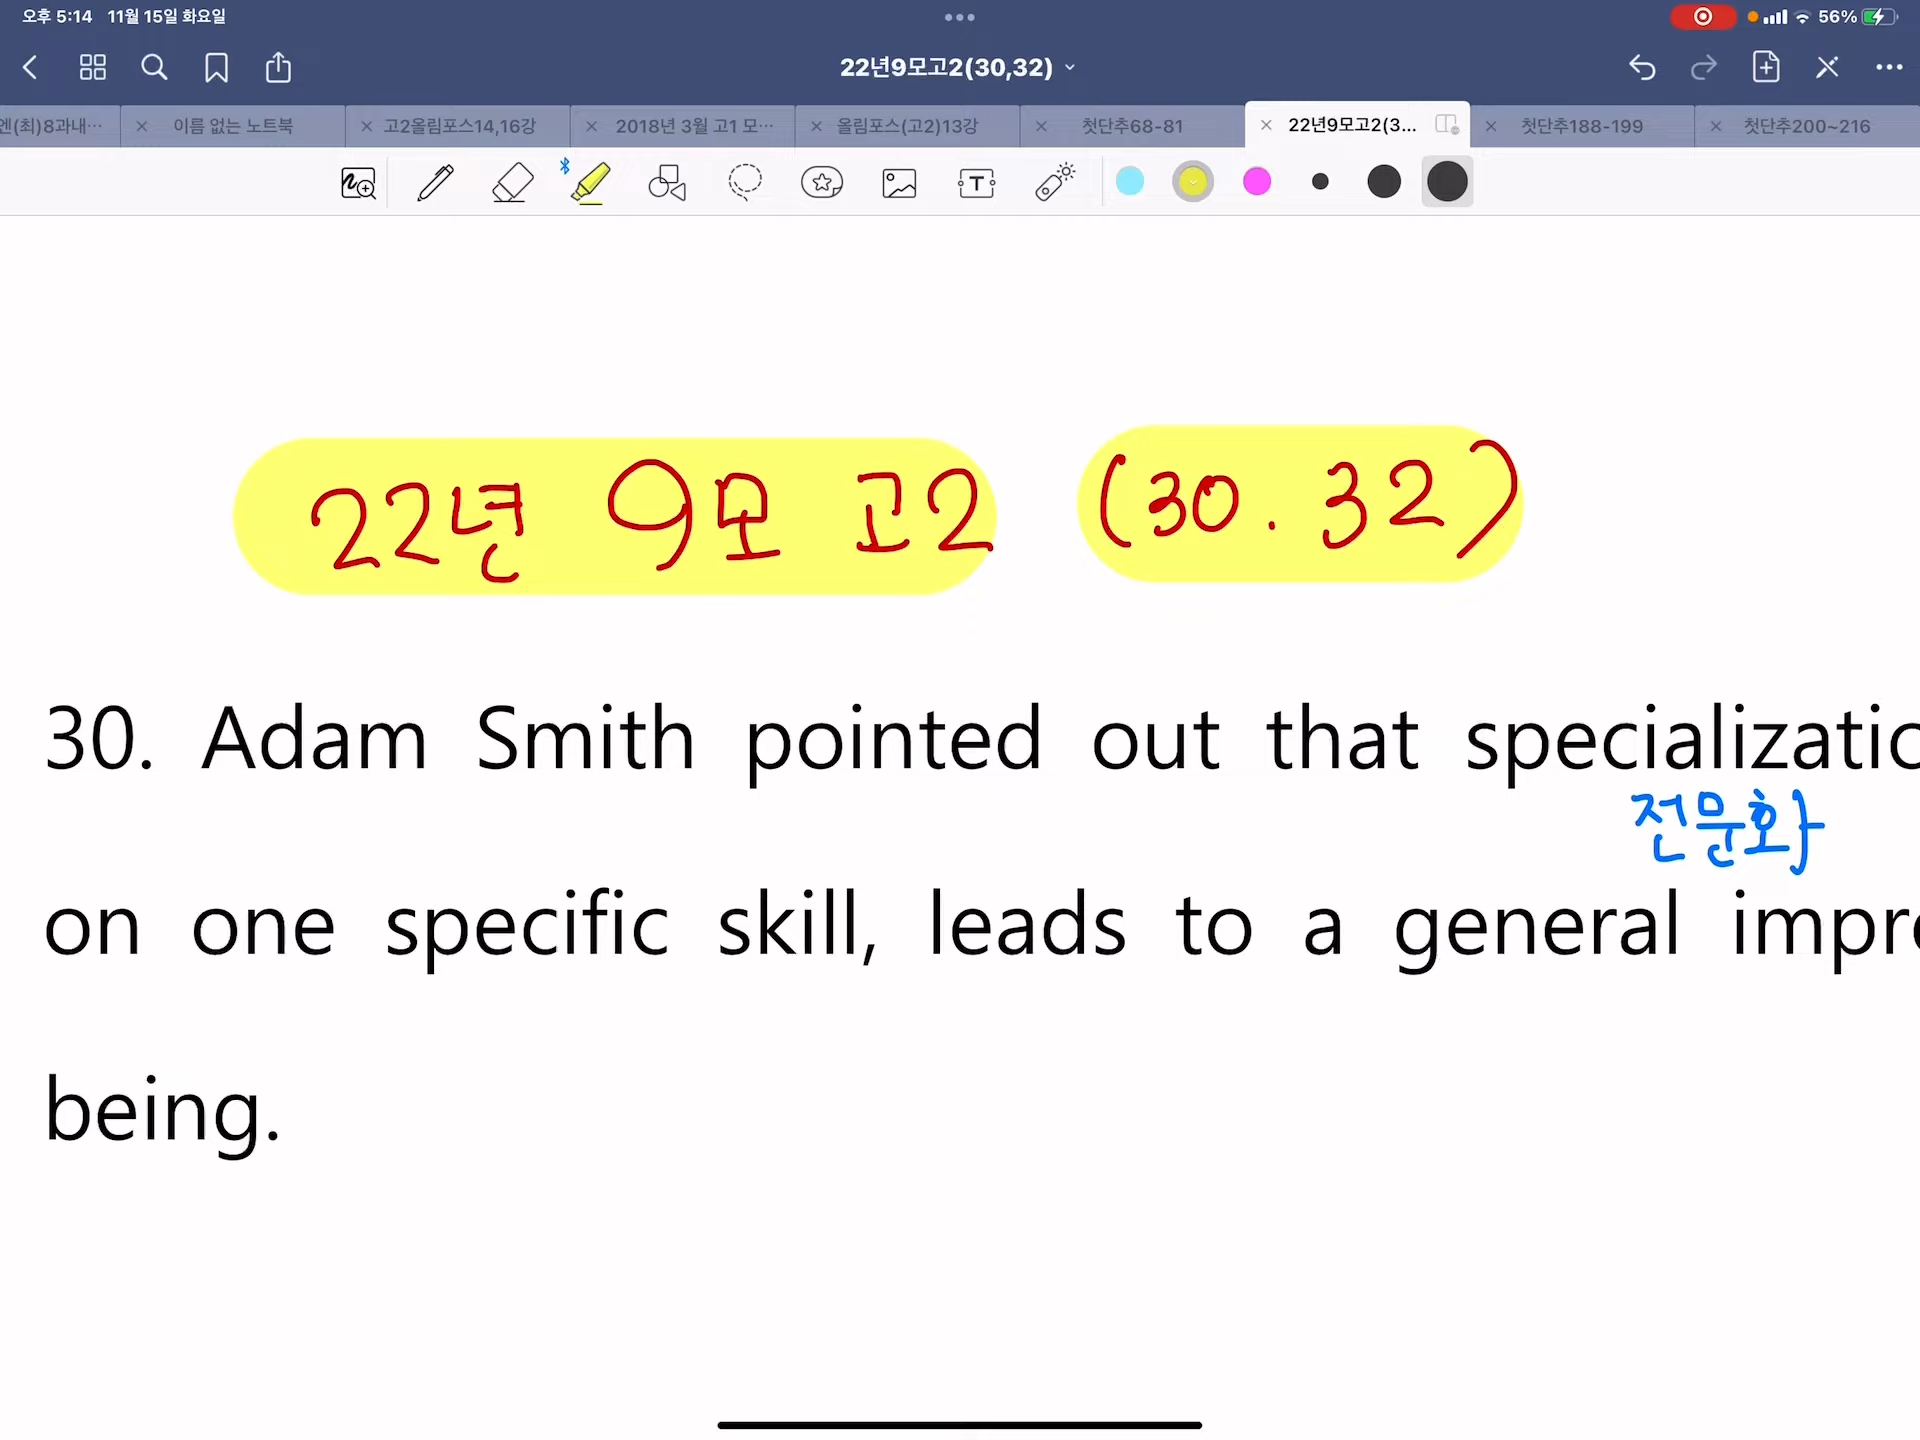 오후 5:14 11월 15일 화요일 56%
22년9모고2(30,32)
엔(최)8과내… 이름 없는 노트북 고2올림포스14,16강 2018년 3월 고1 모… 올림포스(고2)13강 첫단추68-81 22년9모고2(3... 첫단추188-199 첫단추200~216
22년 9모 고2 (30. 32)
30. Adam Smith pointed out that specializatio
전문화
on one specific skill, leads to a general impro
being.